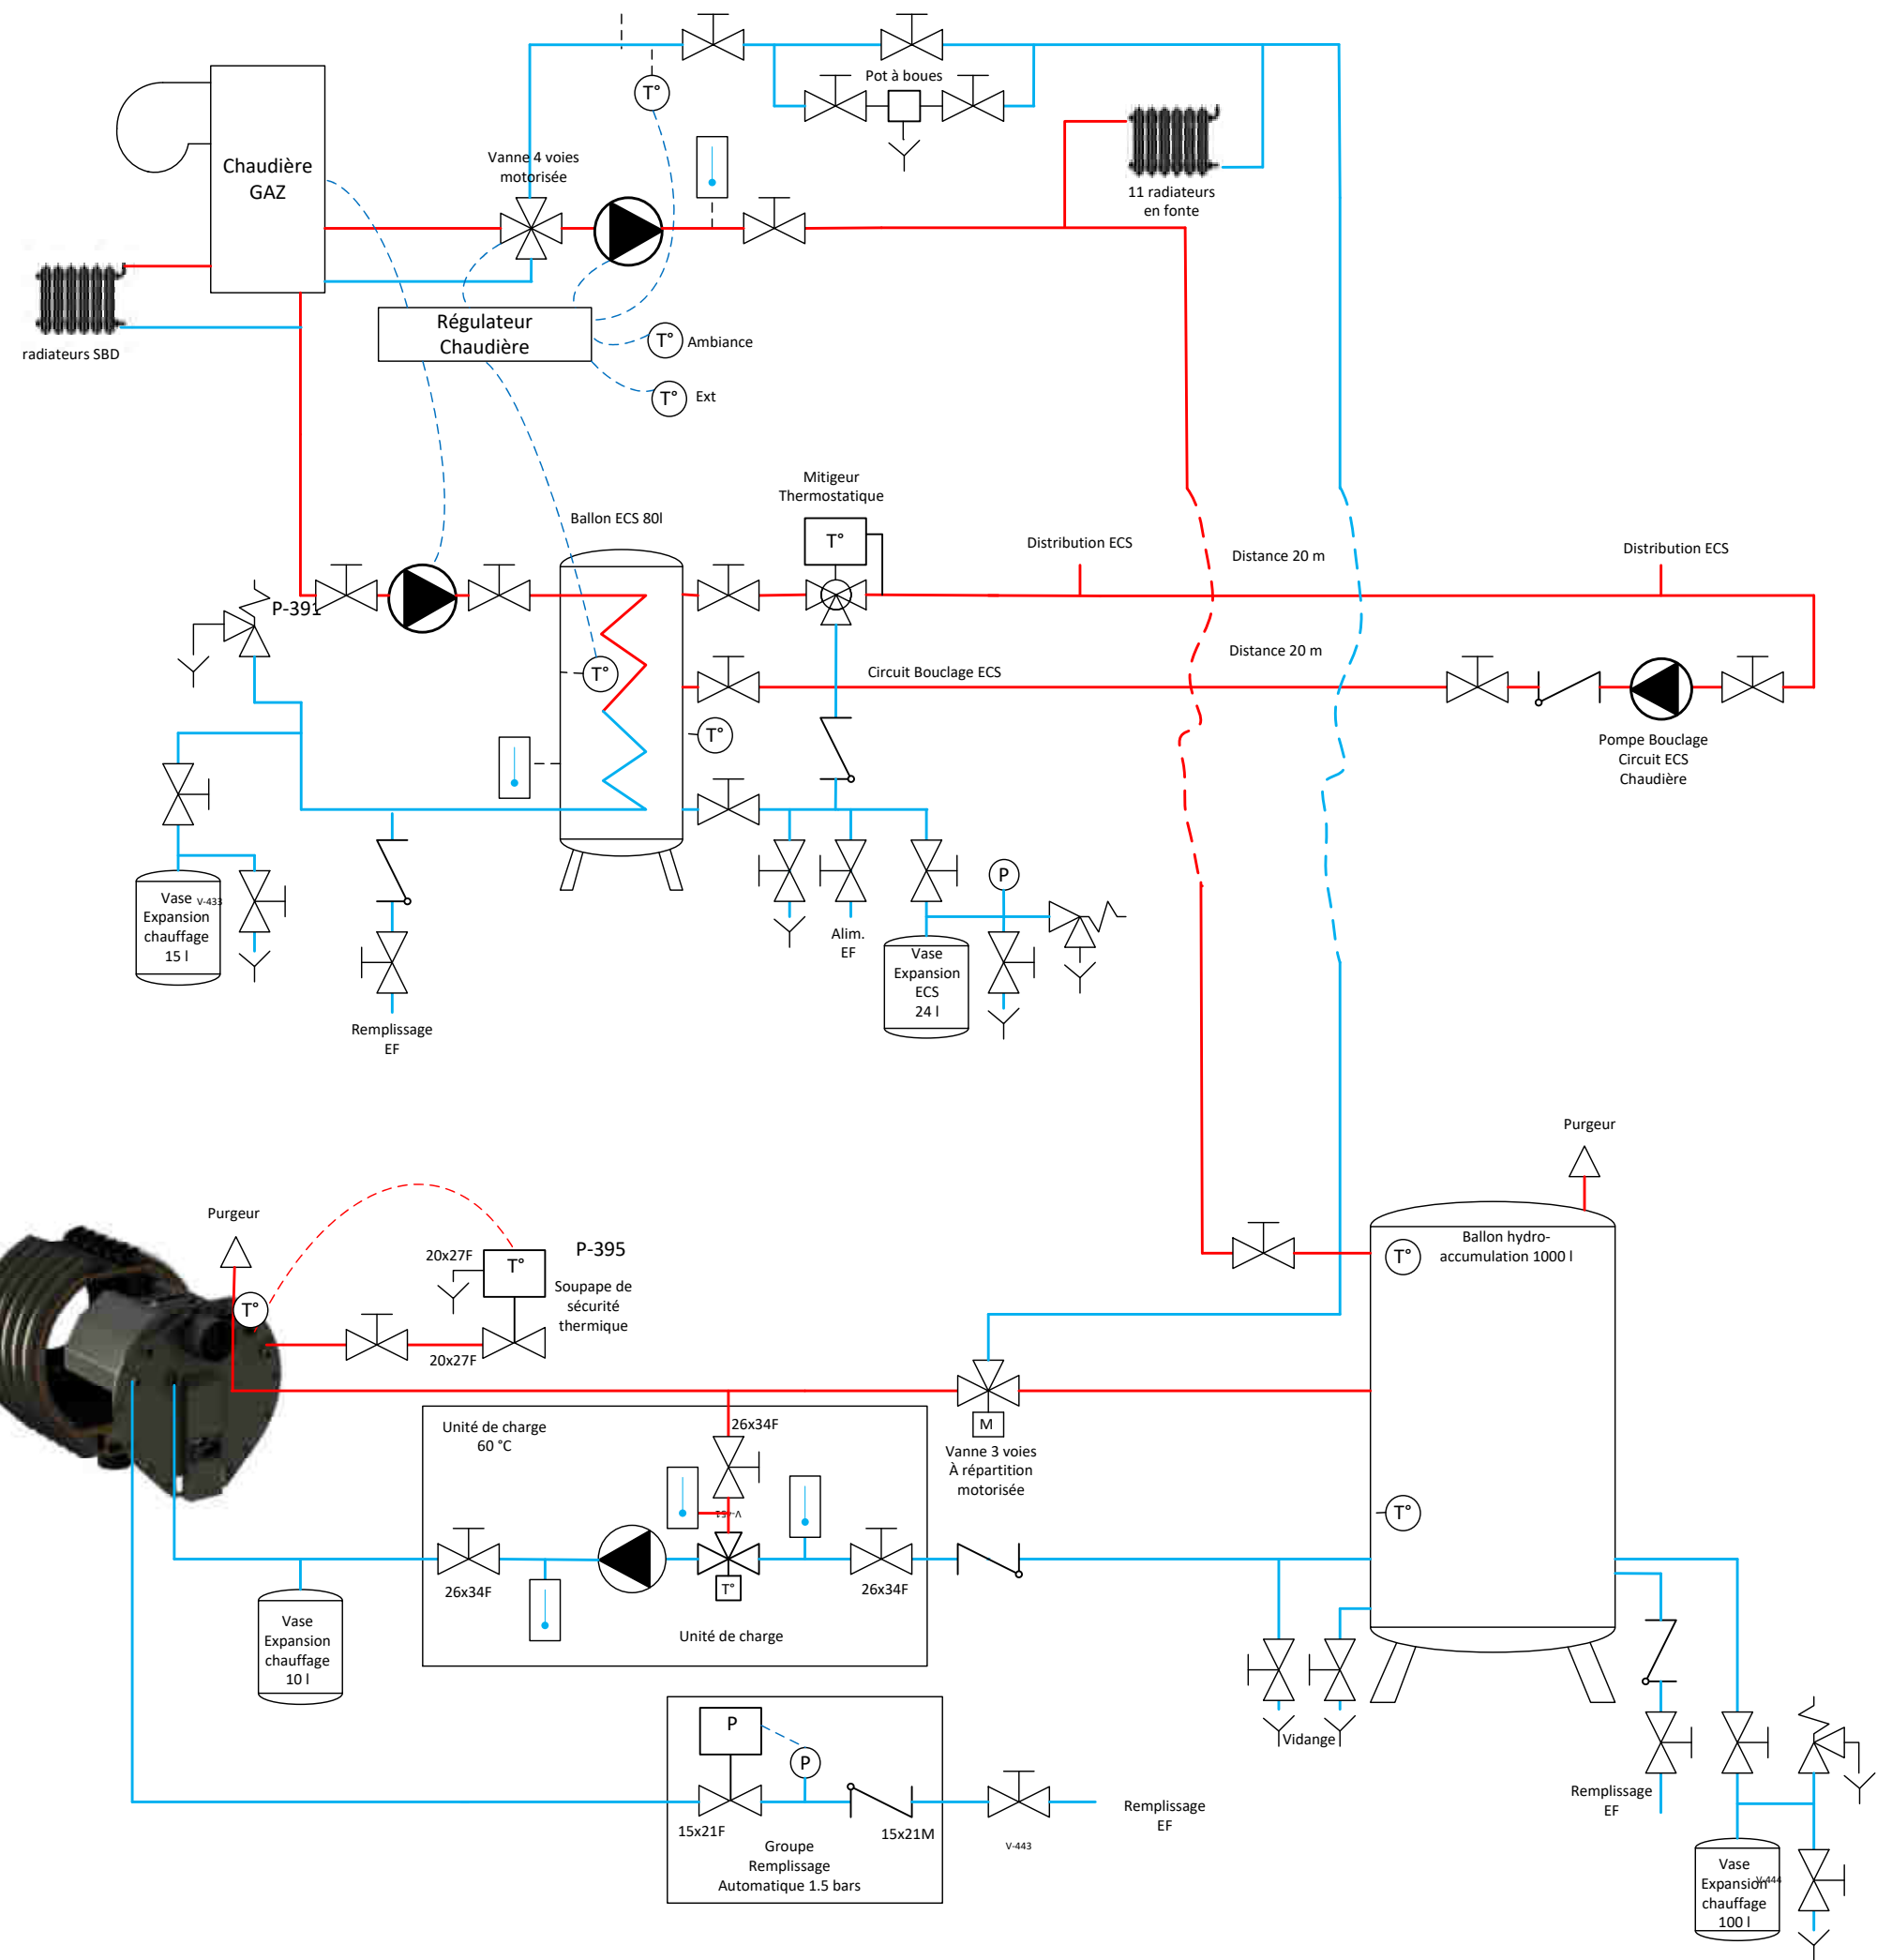 Pot à boues
T°
Chaudière
GAZ
Vanne 4 voies
motorisée
11 radiateurs
en fonte
radiateurs SBD
Régulateur
Chaudière
T° Ambiance
T° Ext
Mitigeur
Thermostatique
T°
Ballon ECS 80l
Distribution ECS
Distance 20 m
Distribution ECS
P-391
T°
Circuit Bouclage ECS
Distance 20 m
T°
Pompe Bouclage
Circuit ECS
Chaudière
Vase
V-433
Expansion
chauffage
15 l
P
Alim.
EF
Vase
Expansion
ECS
24 l
Remplissage
EF
Purgeur
Purgeur
20x27F
T°
P-395
Soupape de
sécurité
thermique
T°
20x27F
T°
Ballon hydro-
accumulation 1000 l
Unité de charge
60 °C
26x34F
M
Vanne 3 voies
À répartition
motorisée
T°
T°
26x34F
26x34F
Unité de charge
Vase
Expansion
chauffage
10 l
Vidange
P
P
15x21F
15x21M
Groupe
Remplissage
Automatique 1.5 bars
V-443
Remplissage
EF
Remplissage
EF
Vase
Expansion
V-444
chauffage
100 l